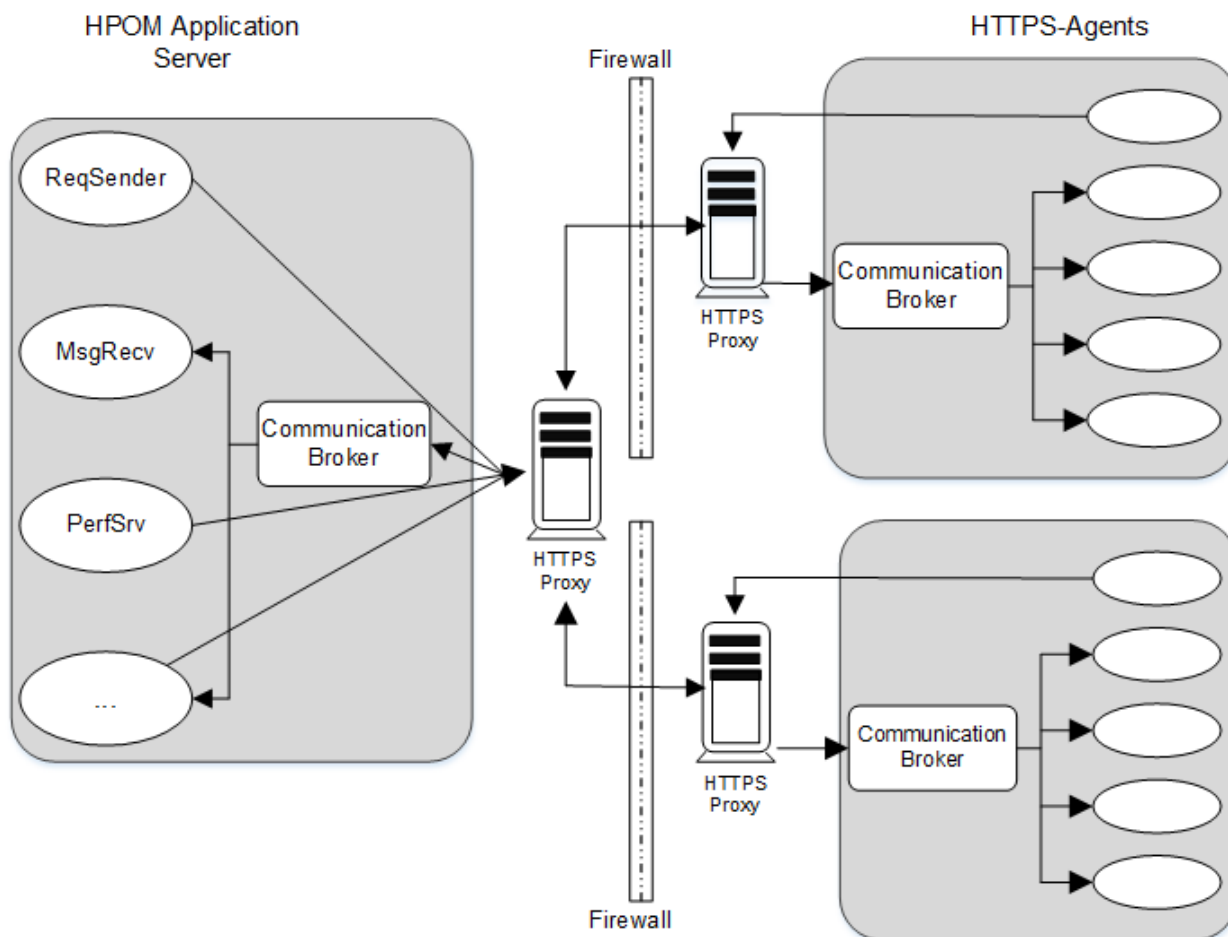 HPOM Application
Server
HTTPS-Agents
Firewall
ReqSender
MsgRecv
Communication
Broker
PerfSrv
...
HTTPS
Proxy
HTTPS
Proxy
Communication
Broker
HTTPS
Proxy
Communication
Broker
Firewall